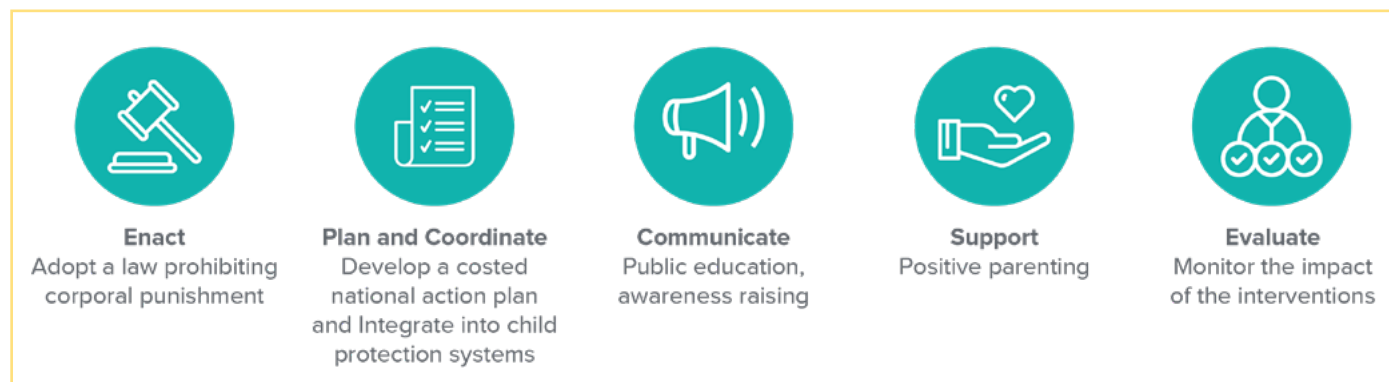 Enact
Adopt a law prohibiting
corporal punishment
Plan and Coordinate
Develop a costed
national action plan
and Integrate into child
protection systems
Communicate
Public education,
awareness raising
Support
Positive parenting
Evaluate
Monitor the impact
of the interventions